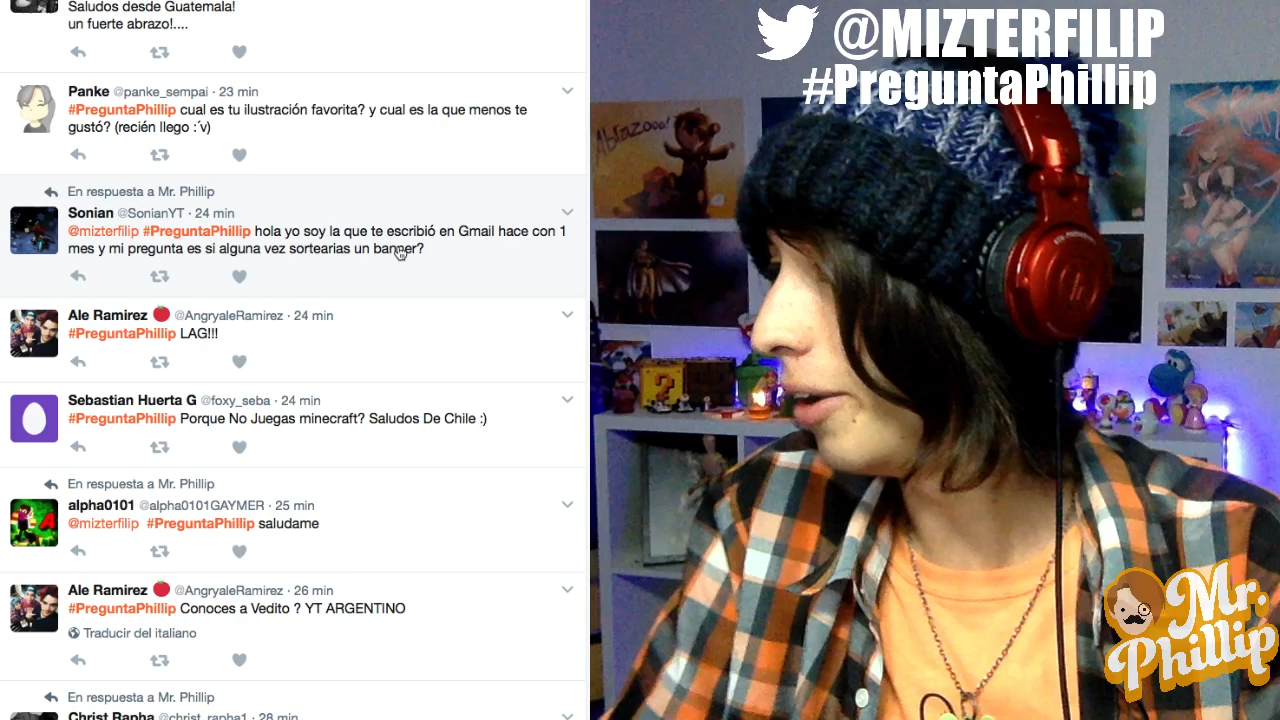 Saludos desde Guatemala!
un fuerte abrazo!....
Panke @panke_sempai · 23 min
#PreguntaPhillip cual es tu ilustración favorita? y cual es la que menos te
gustó? (recién llego :´v)
En respuesta a Mr. Phillip
Sonian @SonianYT · 24 min
@mizterfilip #PreguntaPhillip hola yo soy la que te escribió en Gmail hace con 1
mes y mi pregunta es si alguna vez sortearias un banner?
Ale Ramirez @AngryaleRamirez · 24 min
#PreguntaPhillip LAG!!!
Sebastian Huerta G @foxy_seba · 24 min
#PreguntaPhillip Porque No Juegas minecraft? Saludos De Chile :)
En respuesta a Mr. Phillip
alpha0101 @alpha0101GAYMER · 25 min
@mizterfilip #PreguntaPhillip saludame
Ale Ramirez @AngryaleRamirez · 26 min
#PreguntaPhillip Conoces a Vedito ? YT ARGENTINO
Traducir del italiano
En respuesta a Mr. Phillip
Christ Rapha @christ_rapha1 · 28 min
@MIZTERFILIP
#PreguntaPhillip
Abrazooo!
Mr.
Phillip